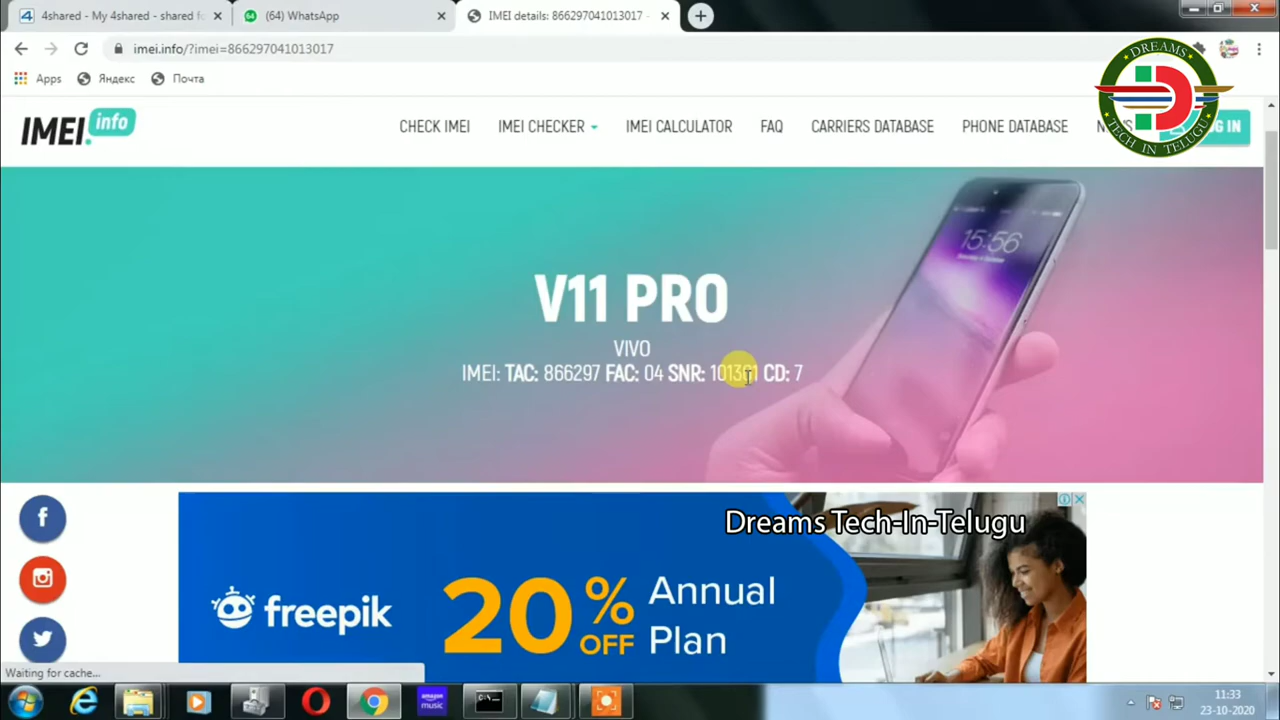 4shared - My 4shared - shared fo
(64) WhatsApp
IMEI details: 866297041013017 -
imei.info/?imei=866297041013017
Apps
Яндекс
Почта
DREAMS
TECH IN TELUGU
IMEI.info
CHECK IMEI
IMEI CHECKER
IMEI CALCULATOR
FAQ
CARRIERS DATABASE
PHONE DATABASE
15:56
V11 PRO
VIVO
IMEI: TAC: 866297 FAC: 04 SNR: 101301 CD: 7
Dreams Tech-In-Telugu
freepik
20% OFF
Annual
Plan
Waiting for cache...
amazon
music
11:33
23-10-2020